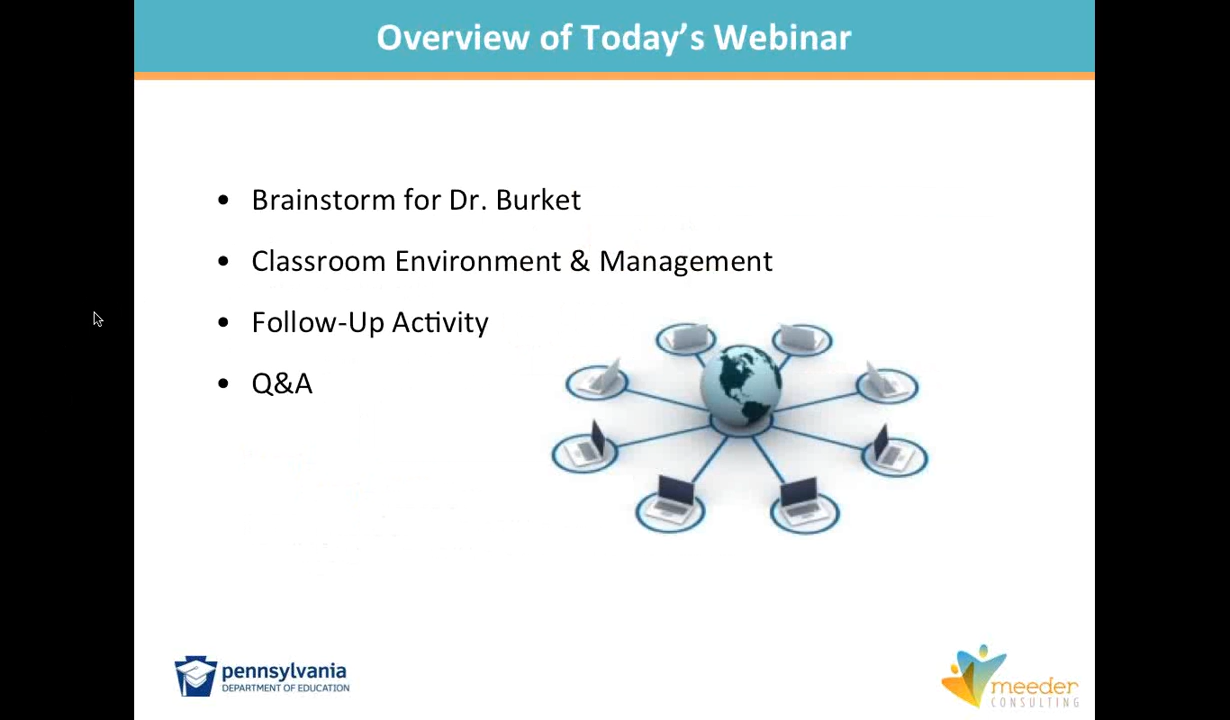 Overview of Today's Webinar
• Brainstorm for Dr. Burket
• Classroom Environment & Management
• Follow-Up Activity
• Q&A
pennsylvania
DEPARTMENT OF EDUCATION
meeder
CONSULTING